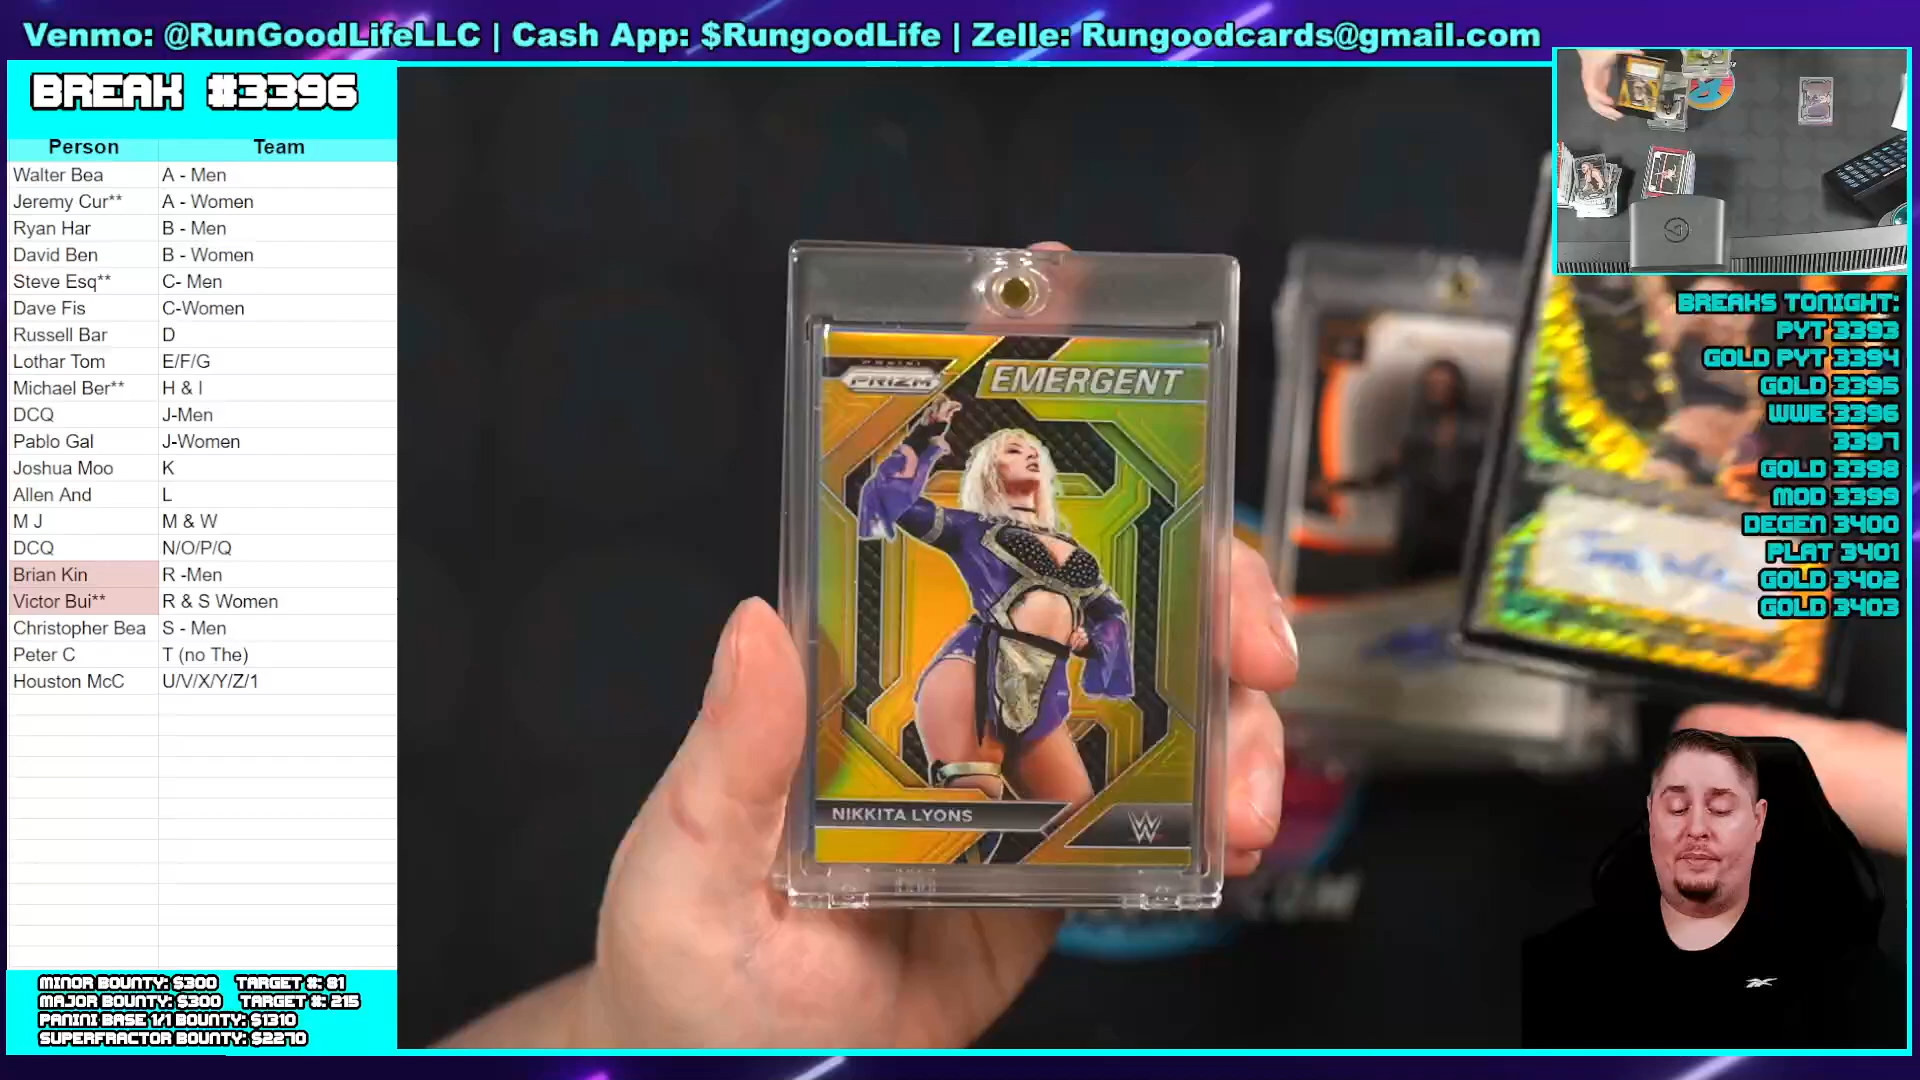 Venmo: @RunGoodLifeLLC | Cash App: $RungoodLife | Zelle: Rungoodcards@gmail.com
BREAK #3396
Person Team
Walter Bea A - Men
Jeremy Cur** A - Women
Ryan Har B - Men
David Ben B - Women
Steve Esq** C- Men
Dave Fis C-Women
Russell Bar D
Lothar Tom E/F/G
Michael Ber** H & I
DCQ J-Men
Pablo Gal J-Women
Joshua Moo K
Allen And L
M J M & W
DCQ N/O/P/Q
Brian Kin R -Men
Victor Bui** R & S Women
Christopher Bea S - Men
Peter C T (no The)
Houston McC U/V/X/Y/Z/1
MINOR BOUNTY: $300 TARGET #: 81
MAJOR BOUNTY: $300 TARGET #: 215
PANINI BASE 1/1 BOUNTY: $1310
SUPERFRACTOR BOUNTY: $2270
PANINI
PRIZM
EMERGENT
NIKKITA LYONS
W
BREAKS TONIGHT:
PYT 3393
GOLD PYT 3394
GOLD 3395
WWE 3396
3397
GOLD 3398
MOD 3399
DEGEN 3400
PLAT 3401
GOLD 3402
GOLD 3403